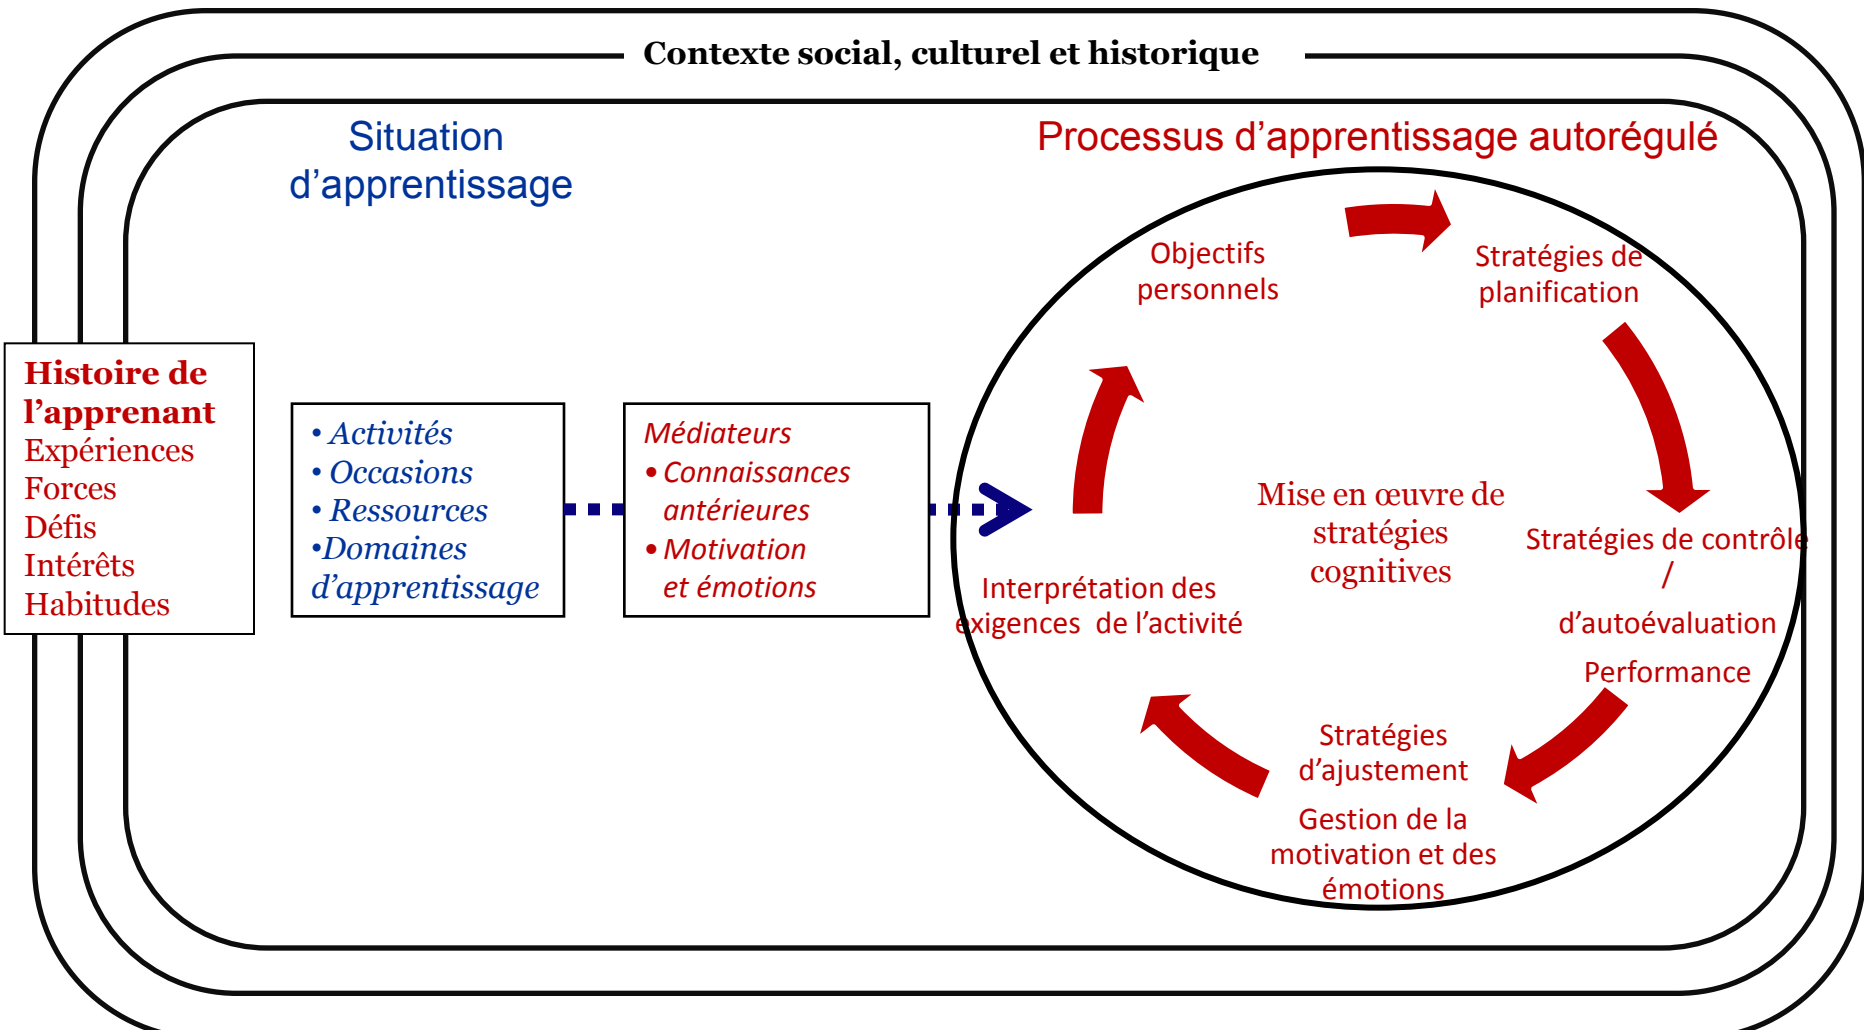 Contexte social, culturel et historique
Situation
d’apprentissage
Processus d’apprentissage autorégulé
Histoire de
l’apprenant
Expériences
Forces
Défis
Intérêts
Habitudes
• Activités
• Occasions
• Ressources
•Domaines
d’apprentissage
Médiateurs
• Connaissances
antérieures
• Motivation
et émotions
Objectifs
personnels
Stratégies de
planification
Mise en œuvre de
stratégies
cognitives
Stratégies de contrôle
/
d’autoévaluation
Performance
Interprétation des
exigences de l’activité
Stratégies
d’ajustement
Gestion de la
motivation et des
émotions